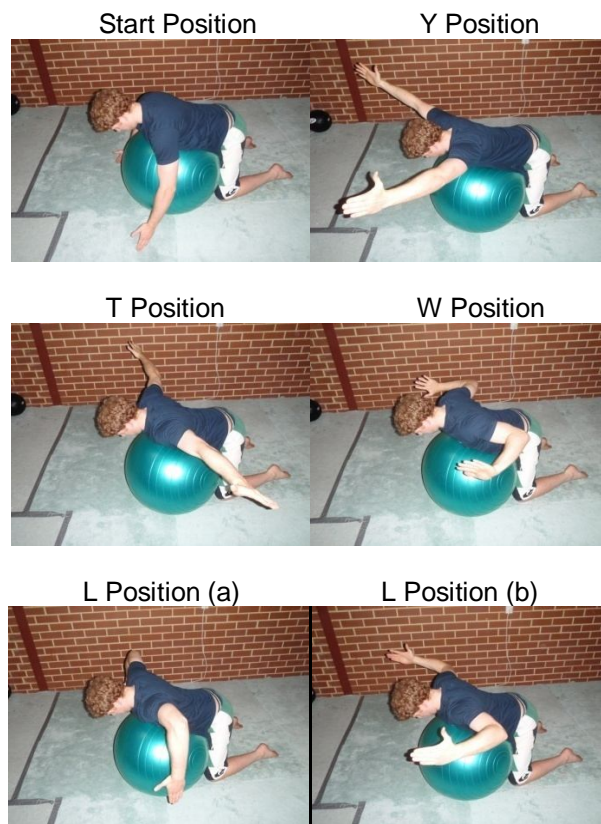 Start Position
Y Position
T Position
W Position
L Position (a)
L Position (b)